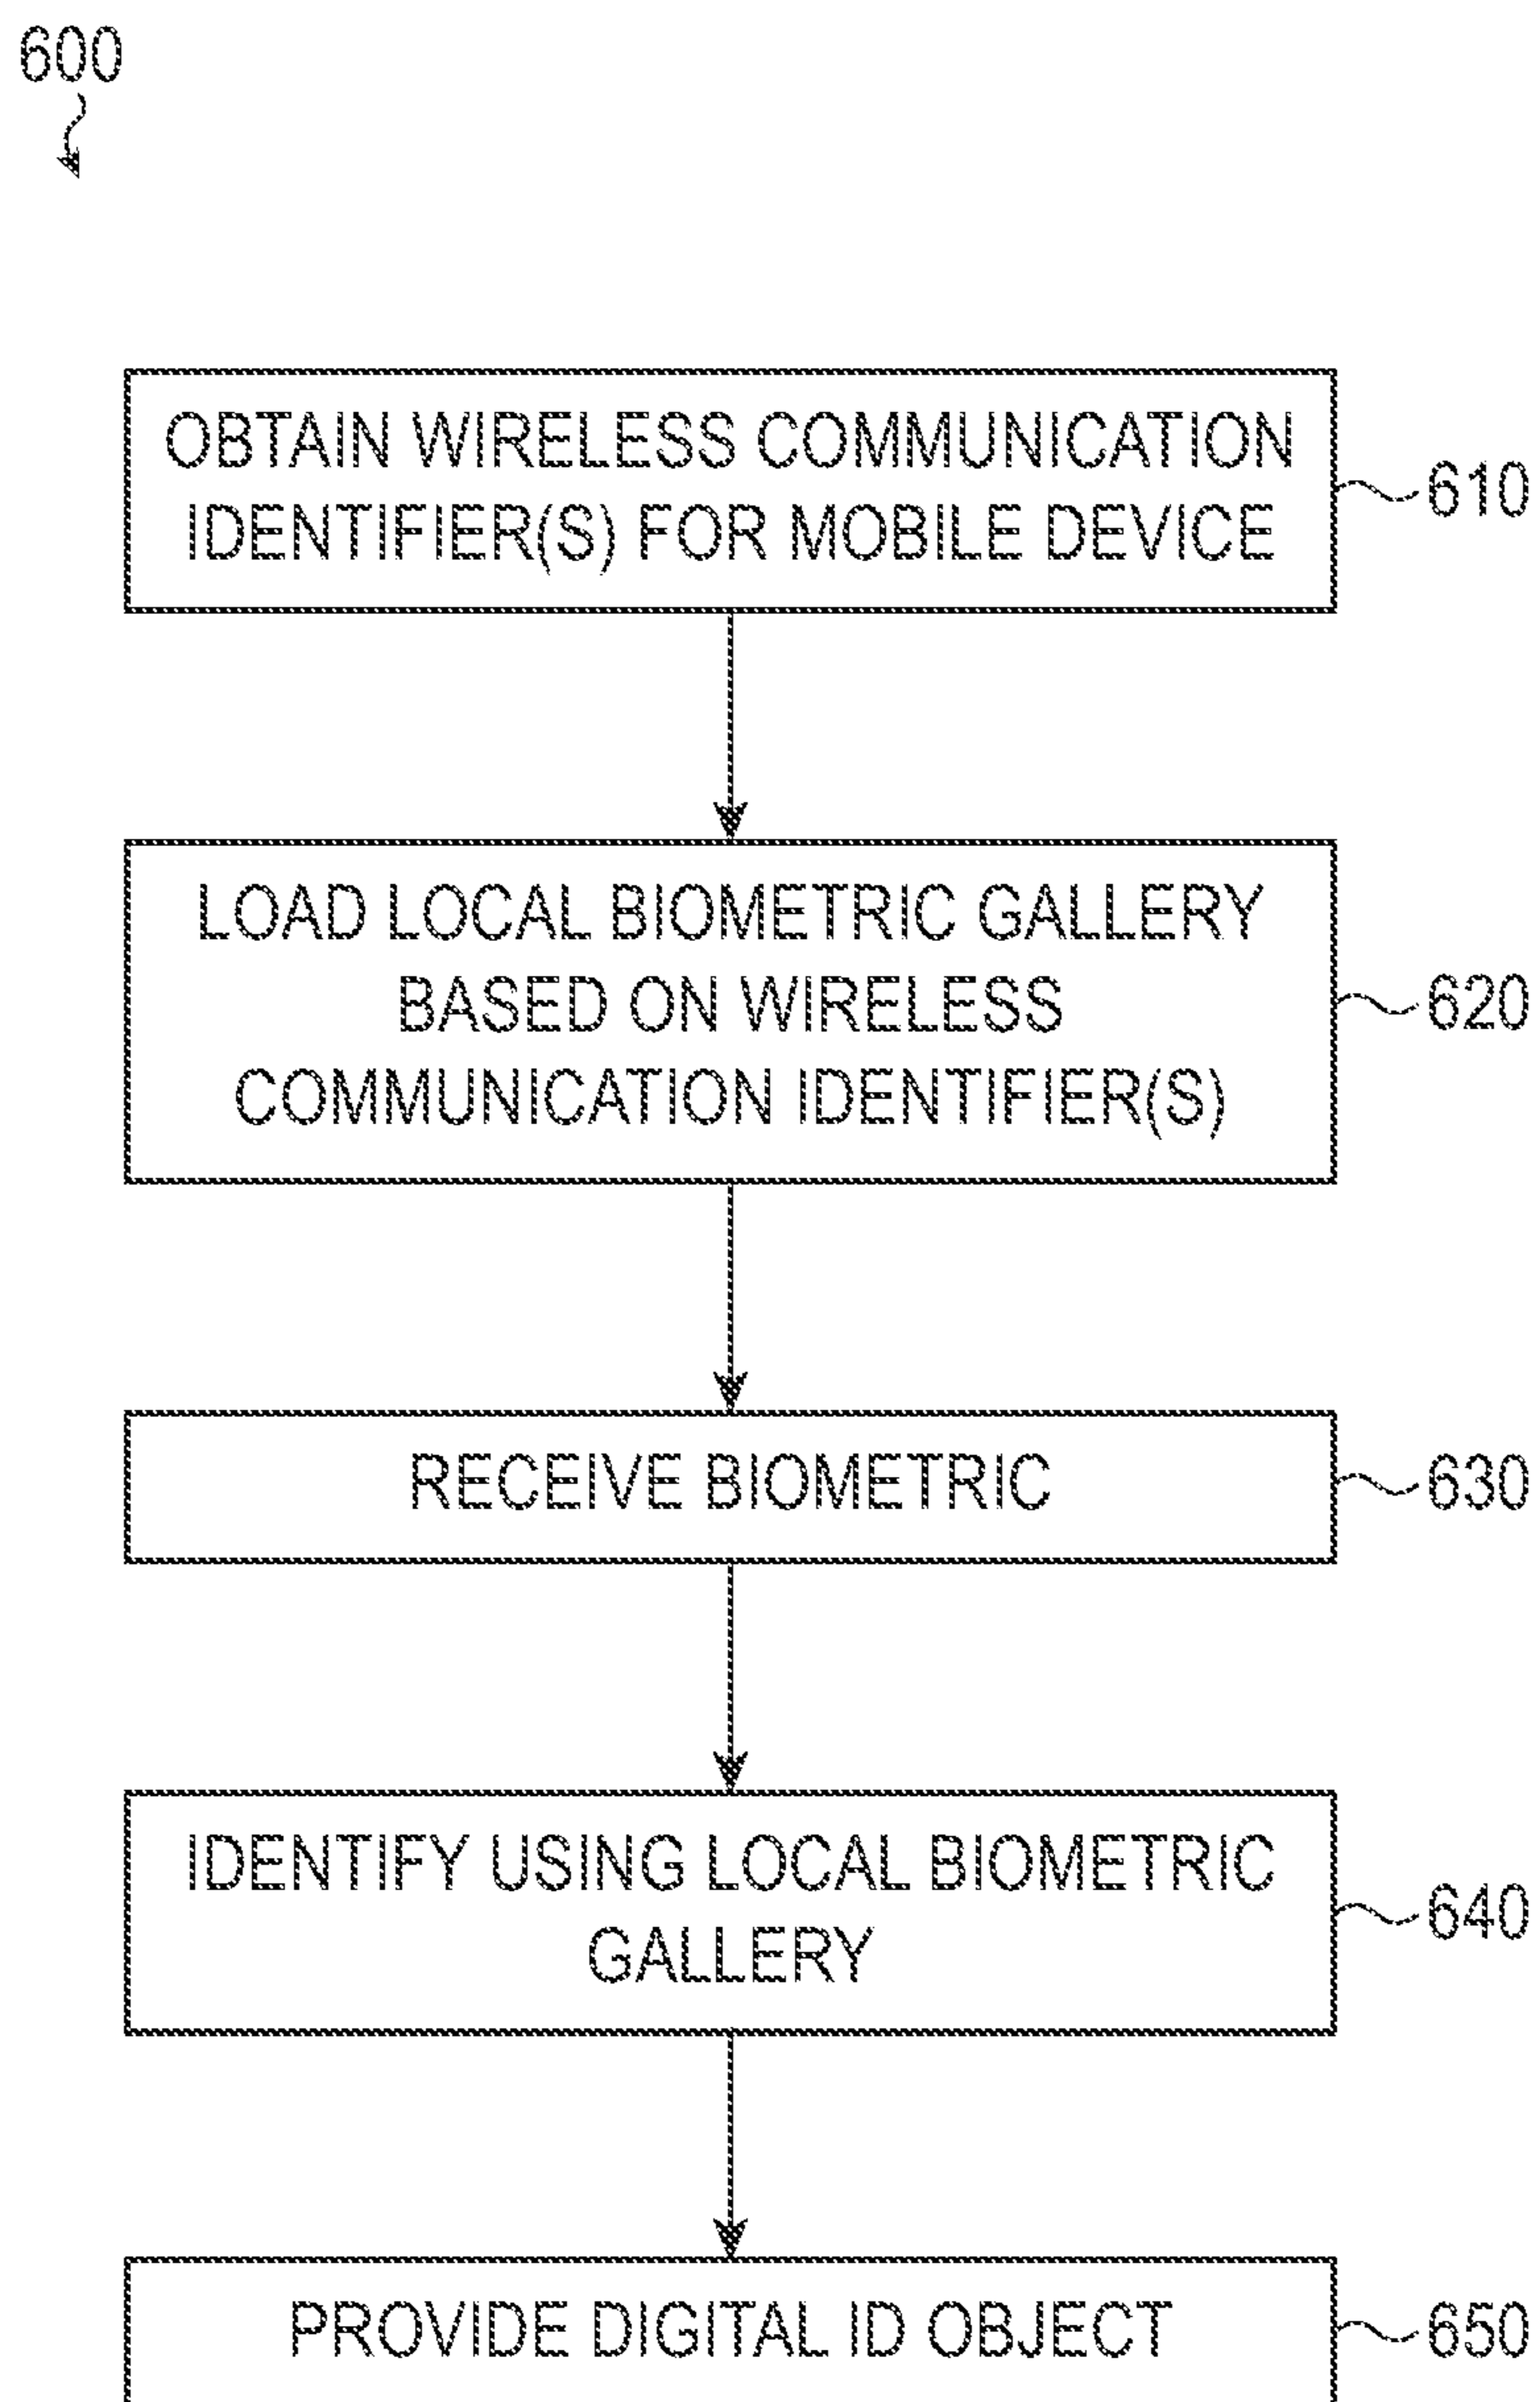 600
OBTAIN WIRELESS COMMUNICATION
IDENTIFIER(S) FOR MOBILE DEVICE
610
LOAD LOCAL BIOMETRIC GALLERY
BASED ON WIRELESS
COMMUNICATION IDENTIFIER(S)
620
RECEIVE BIOMETRIC
630
IDENTIFY USING LOCAL BIOMETRIC
GALLERY
640
PROVIDE DIGITAL ID OBJECT
650